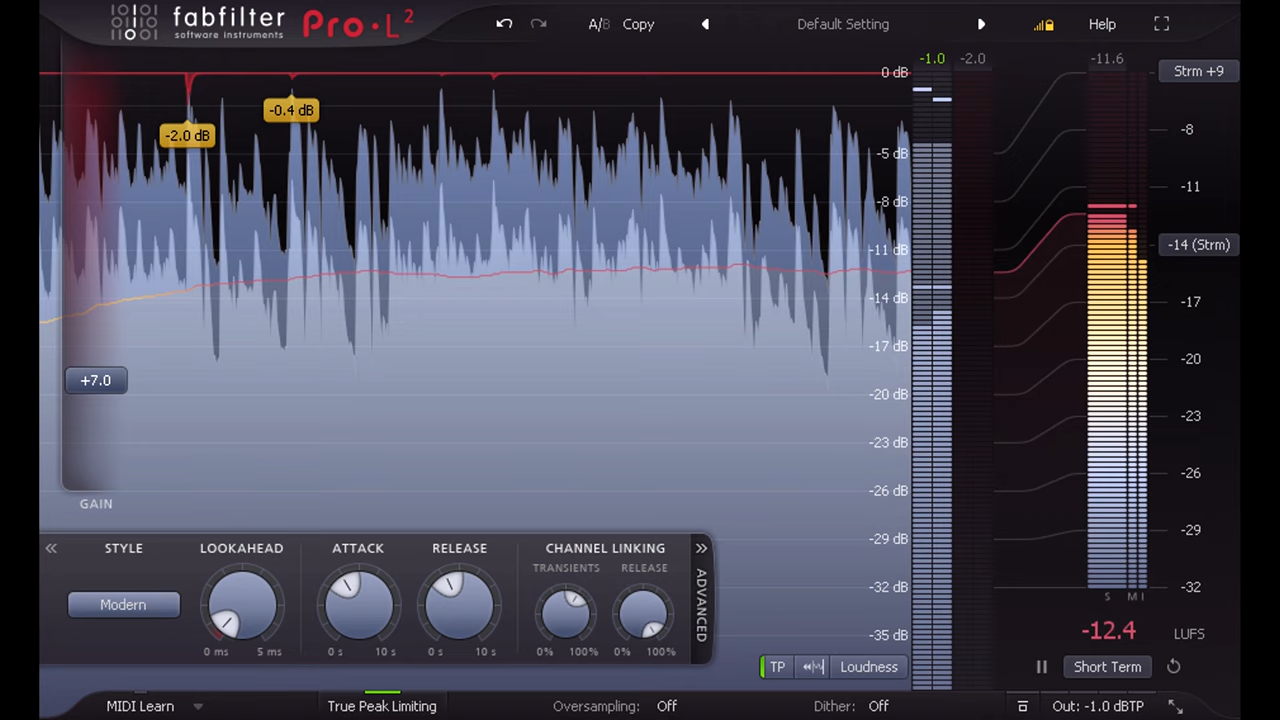 fabfilter Pro·L²
software instruments
A/B Copy Default Setting Help
-1.0 -2.0 -11.6
0 dB Strm +9
-0.4 dB
-2.0 dB -8
-5 dB
-11
-8 dB
-11 dB -14 (Strm)
-14 dB -17
-17 dB -20
+7.0
-20 dB
-23 dB -23
-26 dB -26
GAIN
-29 dB -29
STYLE LOOKAHEAD ATTACK RELEASE CHANNEL LINKING
TRANSIENTS RELEASE
ADVANCED
-32 dB -32
Modern
S M I
-35 dB -12.4 LUFS
0 ms 5 ms 0 s 10 s 0 s 10 s 0% 100% 0% 100%
TP Loudness Short Term
MIDI Learn True Peak Limiting Oversampling: Off Dither: Off Out: -1.0 dBTP